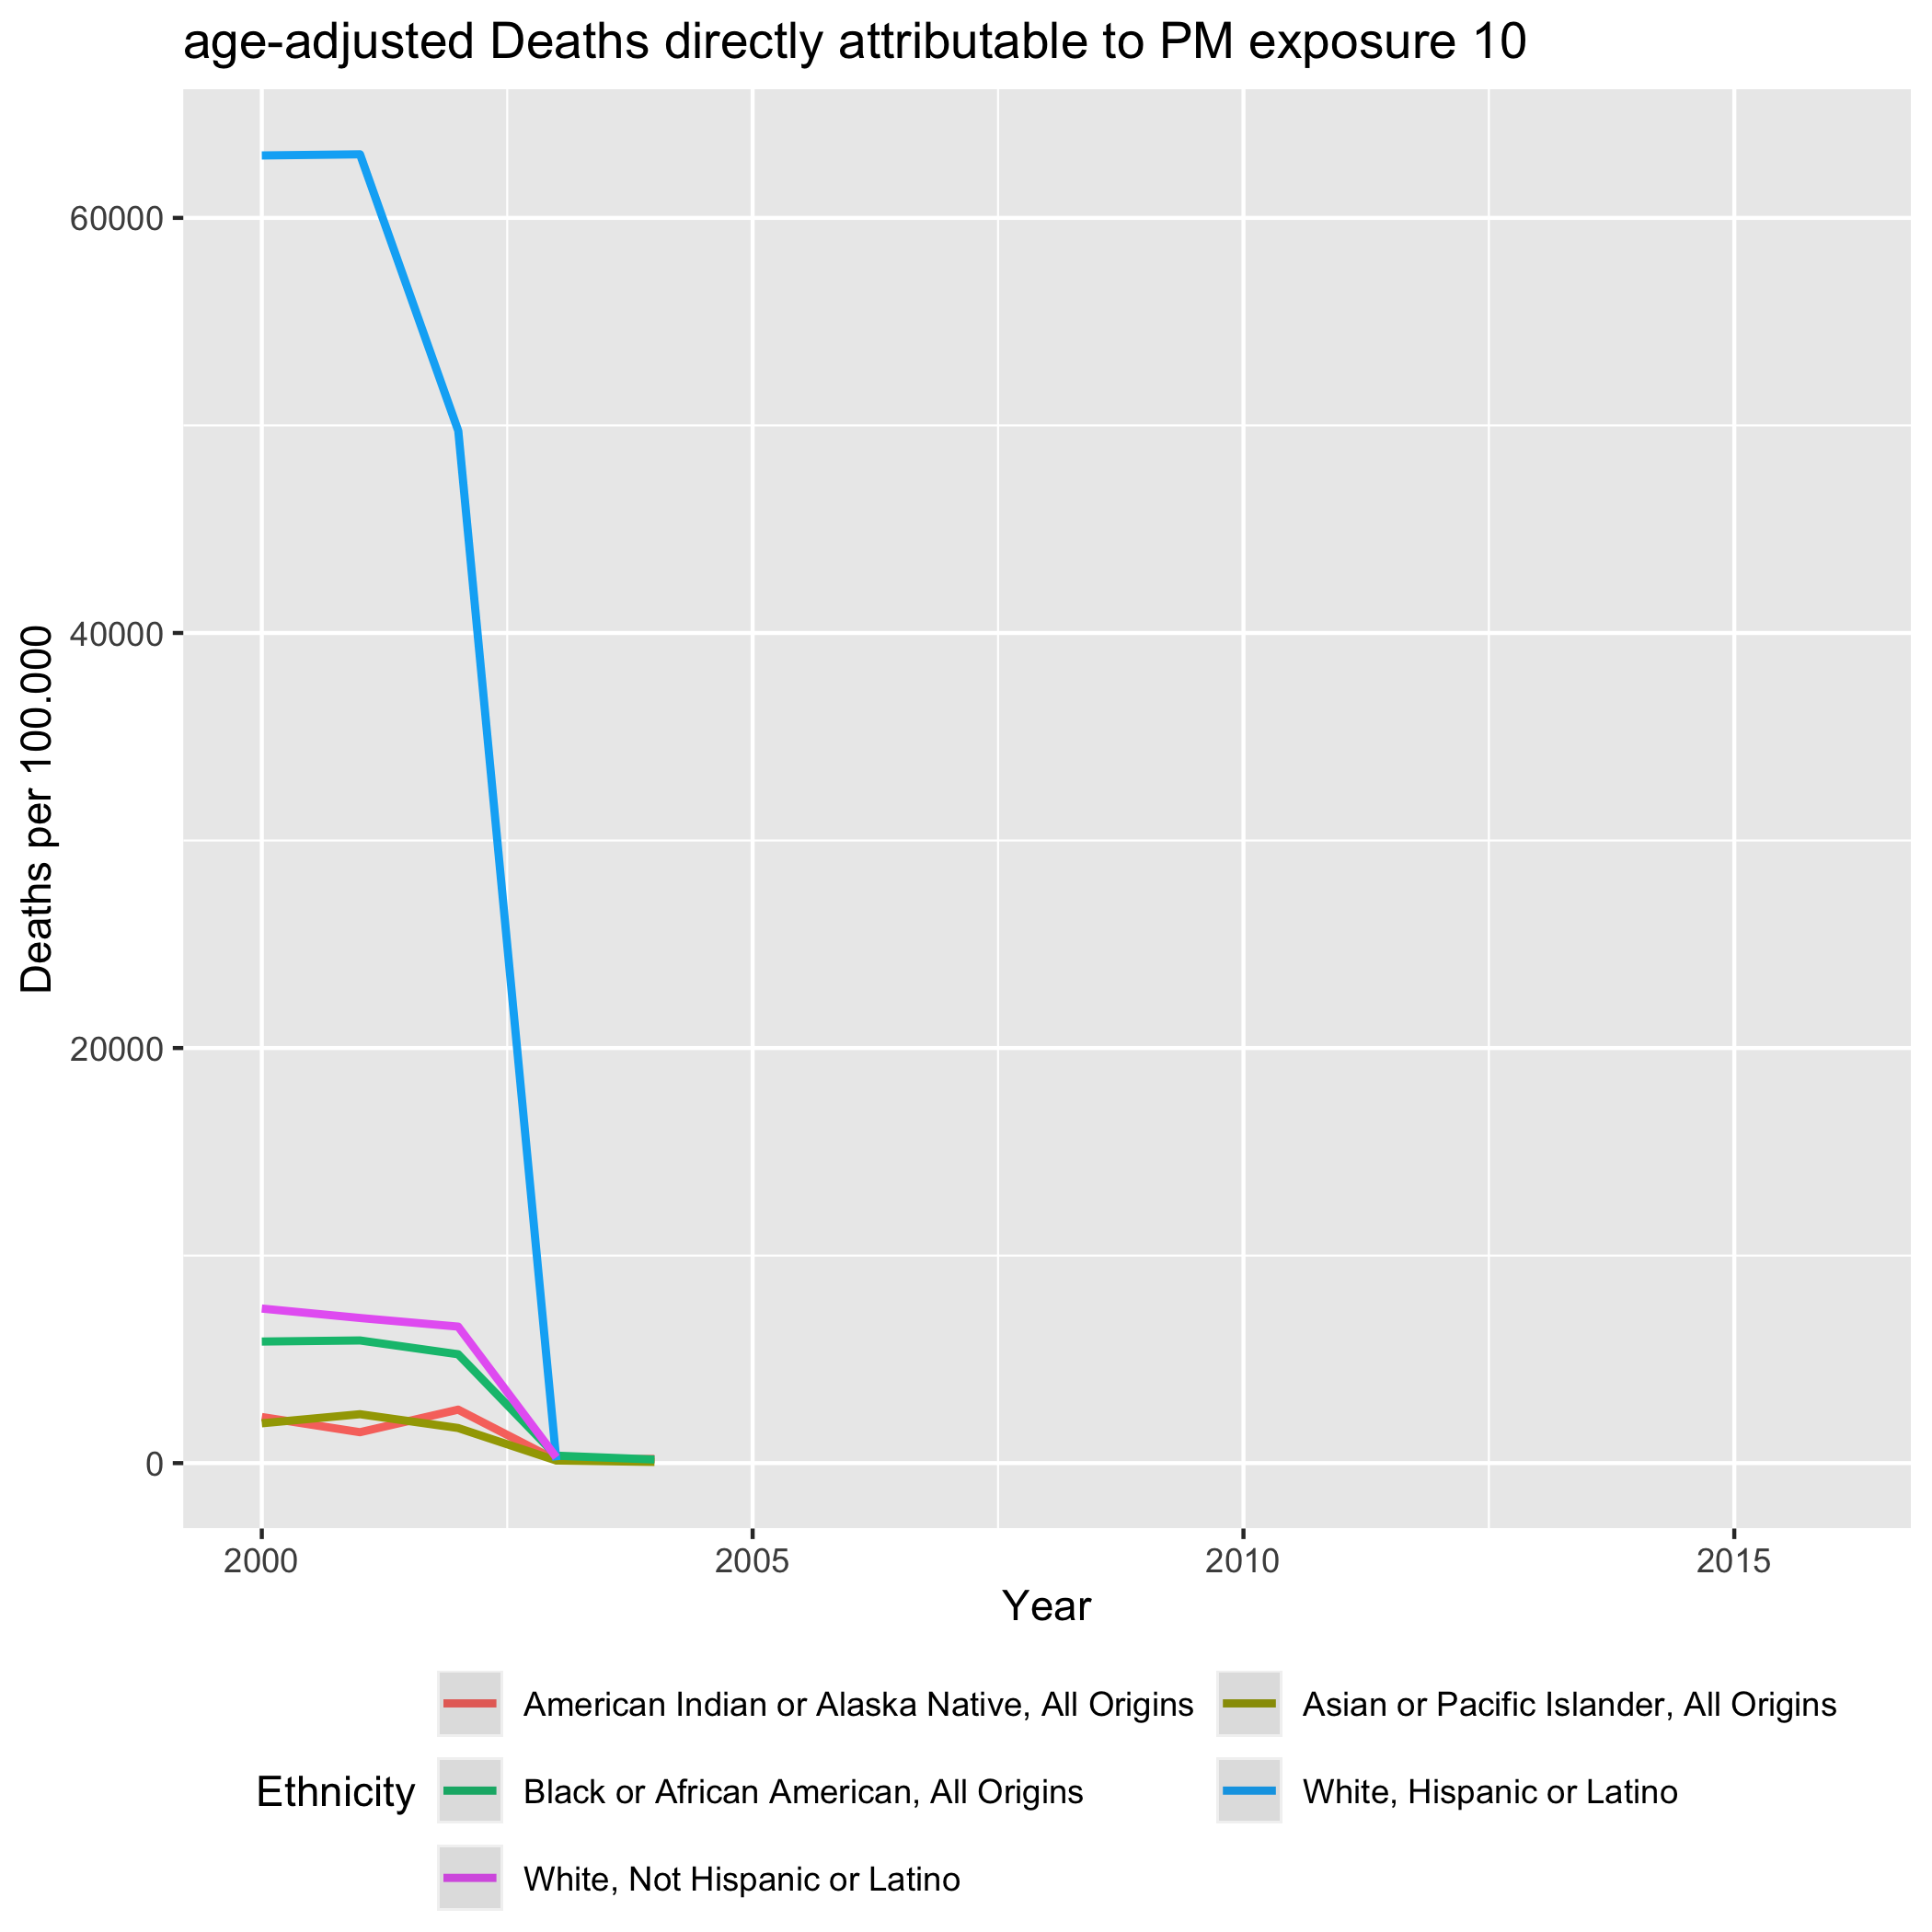 age-adjusted Deaths directly attributable to PM exposure 10
Deaths per 100.000
60000
40000
20000
0
2000 2005 2010 2015
Year
Ethnicity
American Indian or Alaska Native, All Origins
Asian or Pacific Islander, All Origins
Black or African American, All Origins
White, Hispanic or Latino
White, Not Hispanic or Latino